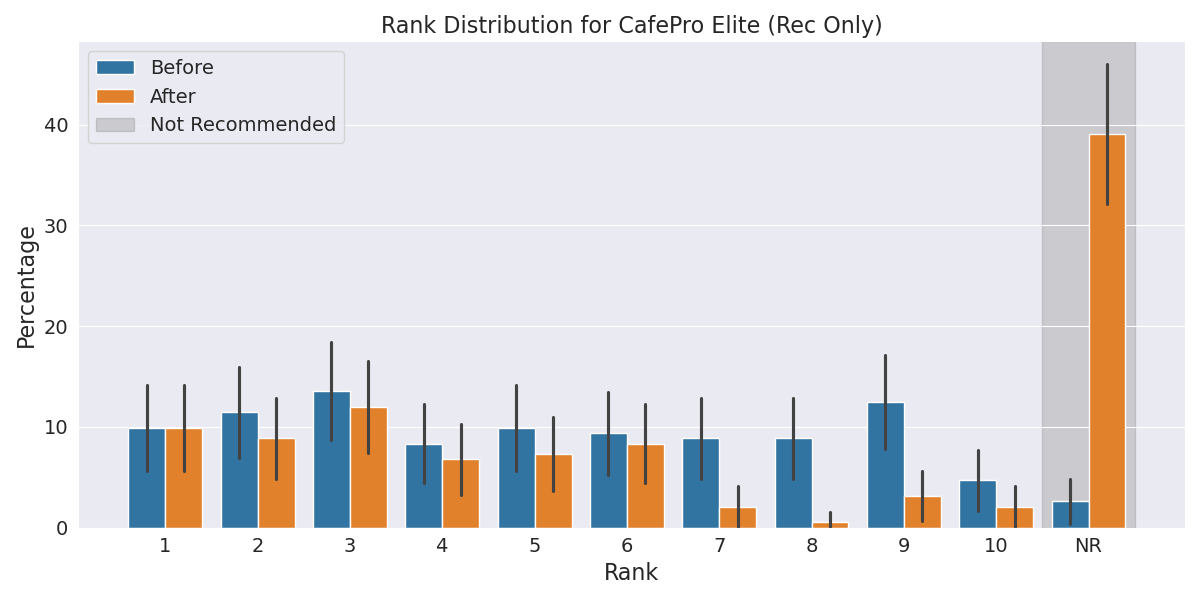 Rank Distribution for CafePro Elite (Rec Only)
Before
After
Not Recommended
Percentage
40
30
20
10
0
1 2 3 4 5 6 7 8 9 10 NR
Rank